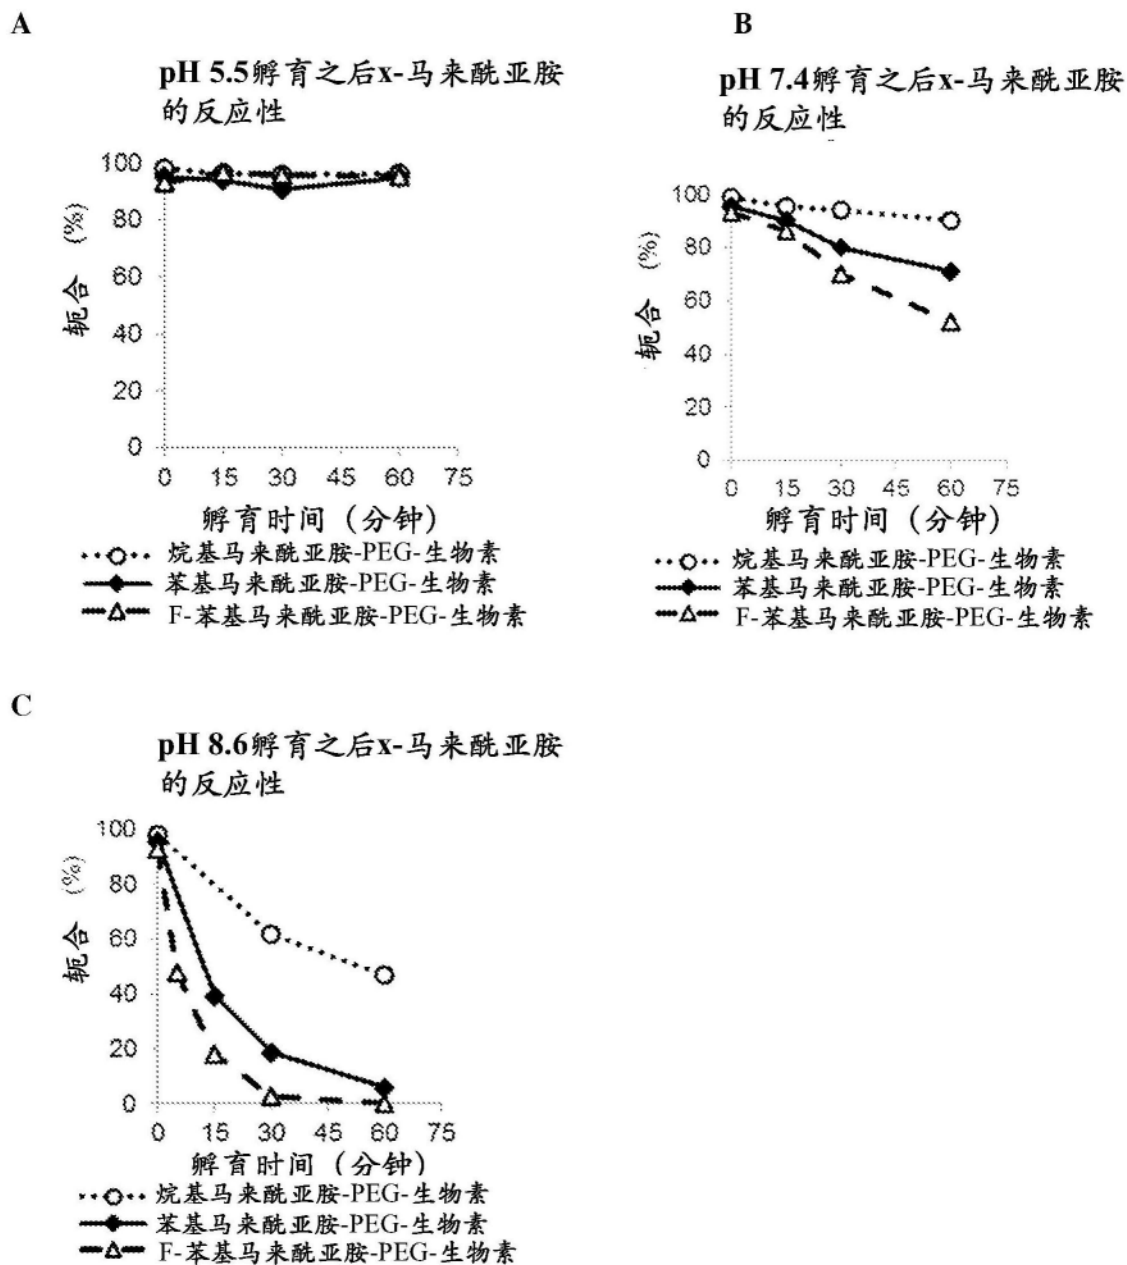 A
pH 5.5孵育之后x-马来酰亚胺
的反应性
轭合 (%)
100
80
60
40
20
0
0 15 30 45 60 75
孵育时间 (分钟)
烷基马来酰亚胺-PEG-生物素
苯基马来酰亚胺-PEG-生物素
F-苯基马来酰亚胺-PEG-生物素
B
pH 7.4孵育之后x-马来酰亚胺
的反应性
轭合 (%)
100
80
60
40
20
0
0 15 30 45 60 75
孵育时间 (分钟)
烷基马来酰亚胺-PEG-生物素
苯基马来酰亚胺-PEG-生物素
F-苯基马来酰亚胺-PEG-生物素
C
pH 8.6孵育之后x-马来酰亚胺
的反应性
轭合 (%)
100
80
60
40
20
0
0 15 30 45 60 75
孵育时间 (分钟)
烷基马来酰亚胺-PEG-生物素
苯基马来酰亚胺-PEG-生物素
F-苯基马来酰亚胺-PEG-生物素